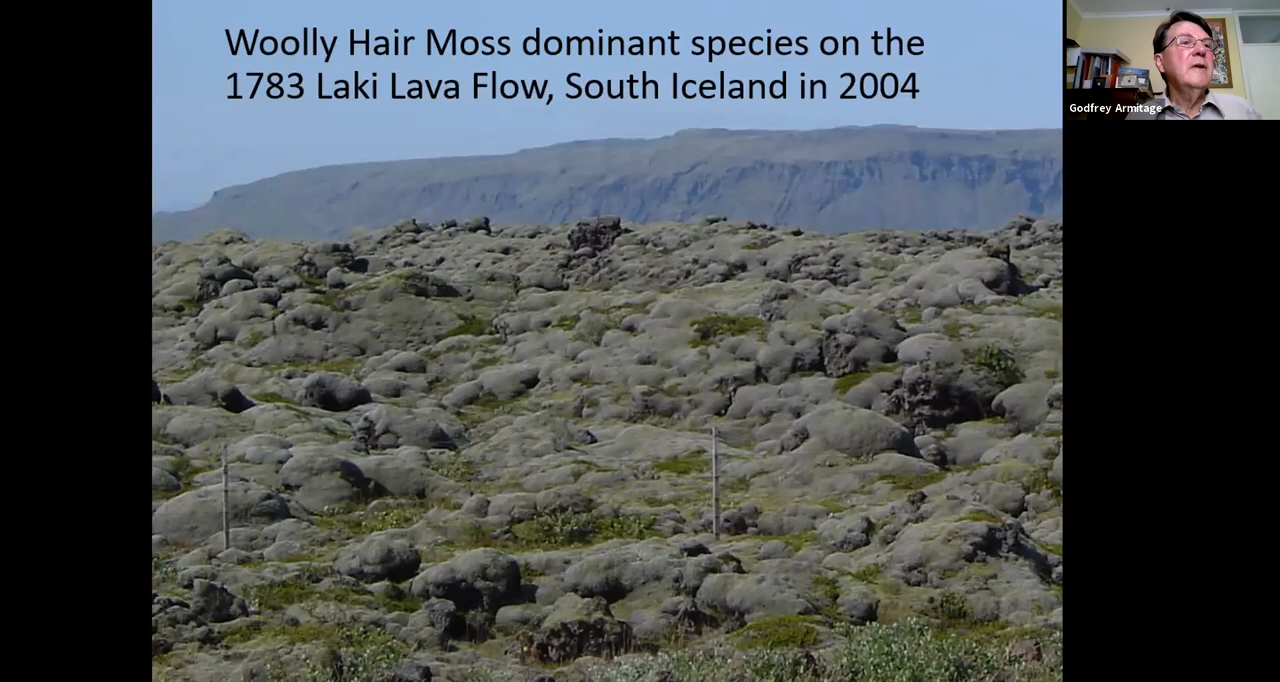 Woolly Hair Moss dominant species on the
1783 Laki Lava Flow, South Iceland in 2004
Godfrey Armitage